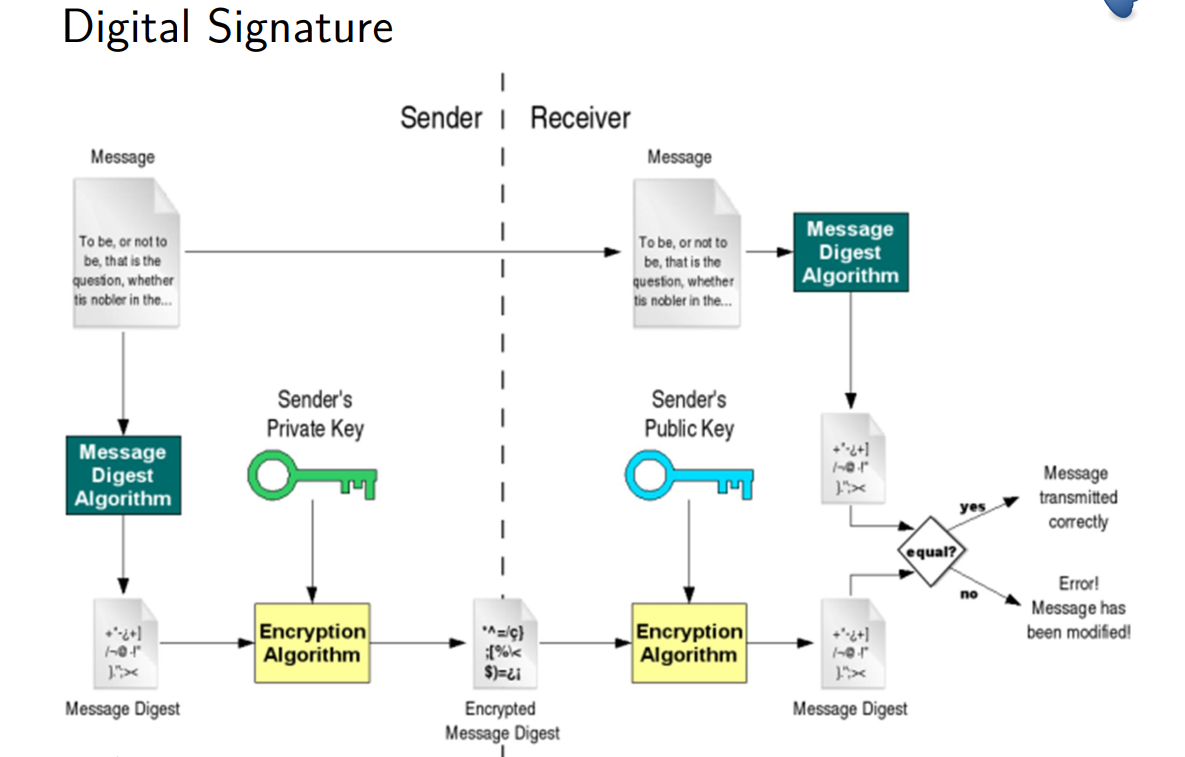 Digital Signature
Sender
Receiver
Message
To be, or not to
be, that is the
question, whether
tis nobler in the...
Message
To be, or not to
be, that is the
question, whether
tis nobler in the...
Message
Digest
Algorithm
Sender's
Private Key
Sender's
Public Key
Message
Digest
Algorithm
+*-¿+]
/¬@·!"
}.";><
yes
Message
transmitted
correctly
equal?
no
Error!
Message has
been modified!
+*-¿+]
/¬@·!"
}.";><
Message Digest
Encryption
Algorithm
*^=/ç}
:[%\<
$)=¿¡
Encrypted
Message Digest
Encryption
Algorithm
+*-¿+]
/¬@·!"
}.";><
Message Digest